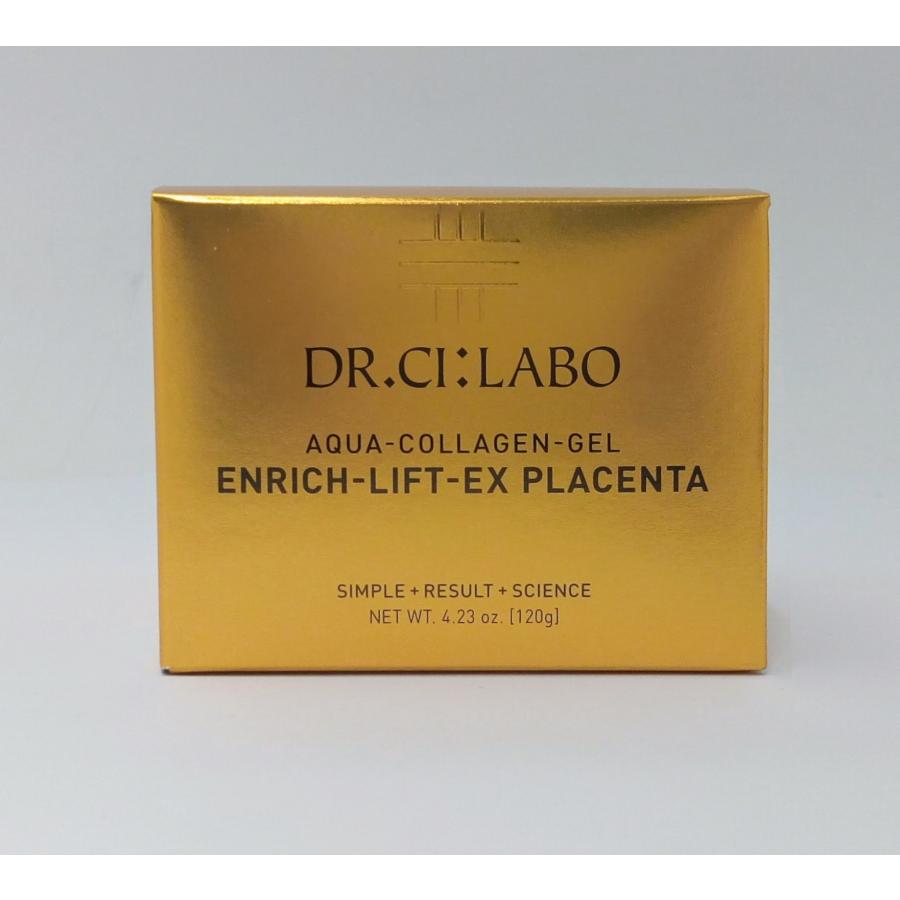 DR.CI:LABO
AQUA-COLLAGEN-GEL
ENRICH-LIFT-EX PLACENTA
SIMPLE + RESULT + SCIENCE
NET WT. 4.23 oz. [120g]